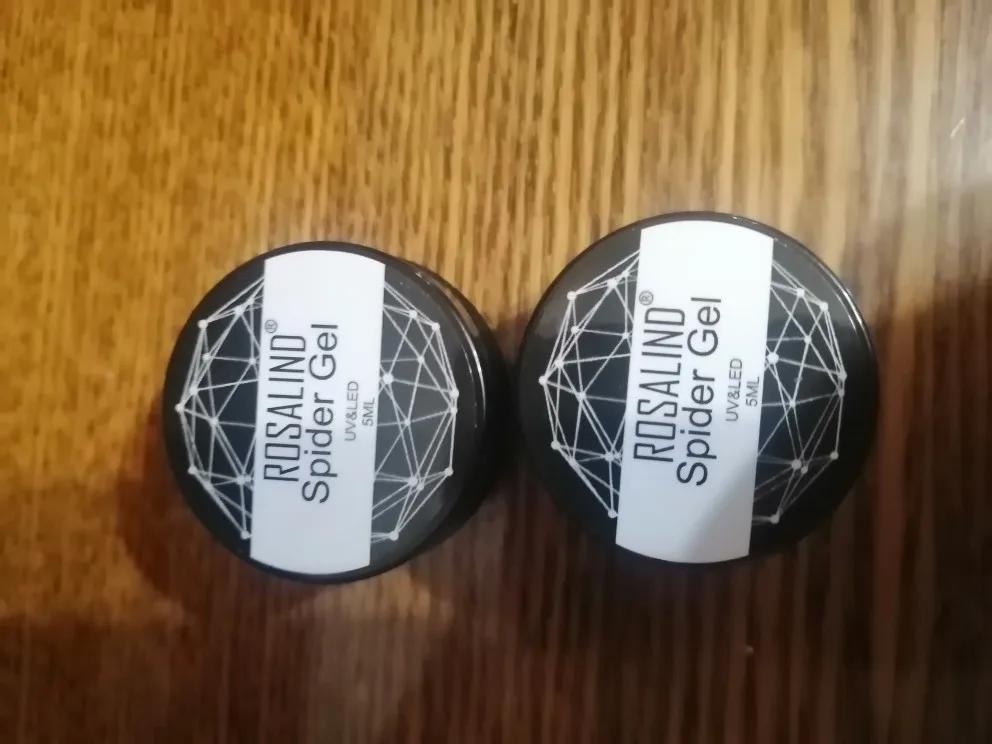 ROSALIND®
Spider Gel
UV&LED
5ML
ROSALIND®
Spider Gel
UV&LED
5ML